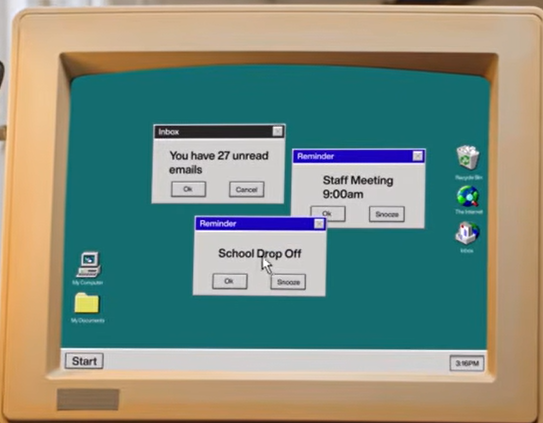 Inbox
You have 27 unread
emails
Ok
Cancel
Reminder
Staff Meeting
9:00am
Ok
Snooze
Reminder
School Drop Off
Ok
Snooze
Recycle Bin
The Internet
Inbox
My Computer
My Documents
Start
3:16PM